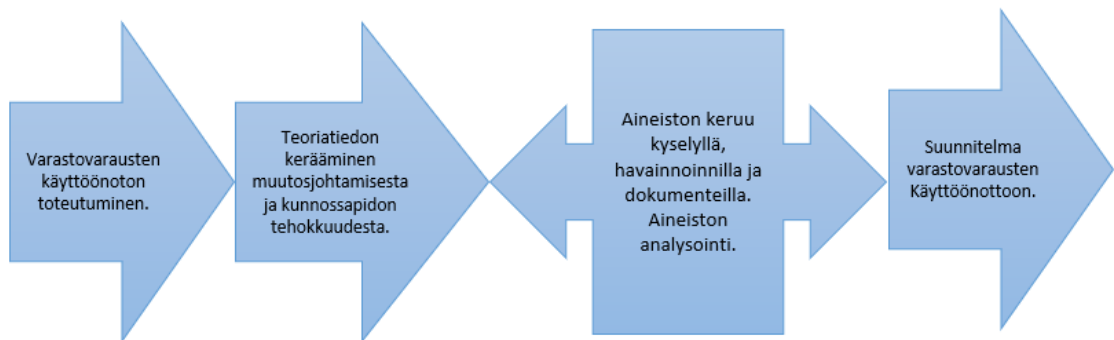 Varastovarausten
käyttöönoton
toteutuminen.
Teoriatiedon
kerääminen
muutosjohtamisesta
ja kunnossapidon
tehokkuudesta.
Aineiston keruu
kyselyllä,
havainnoinnilla ja
dokumenteilla.
Aineiston
analysointi.
Suunnitelma
varastovarausten
Käyttöönottoon.